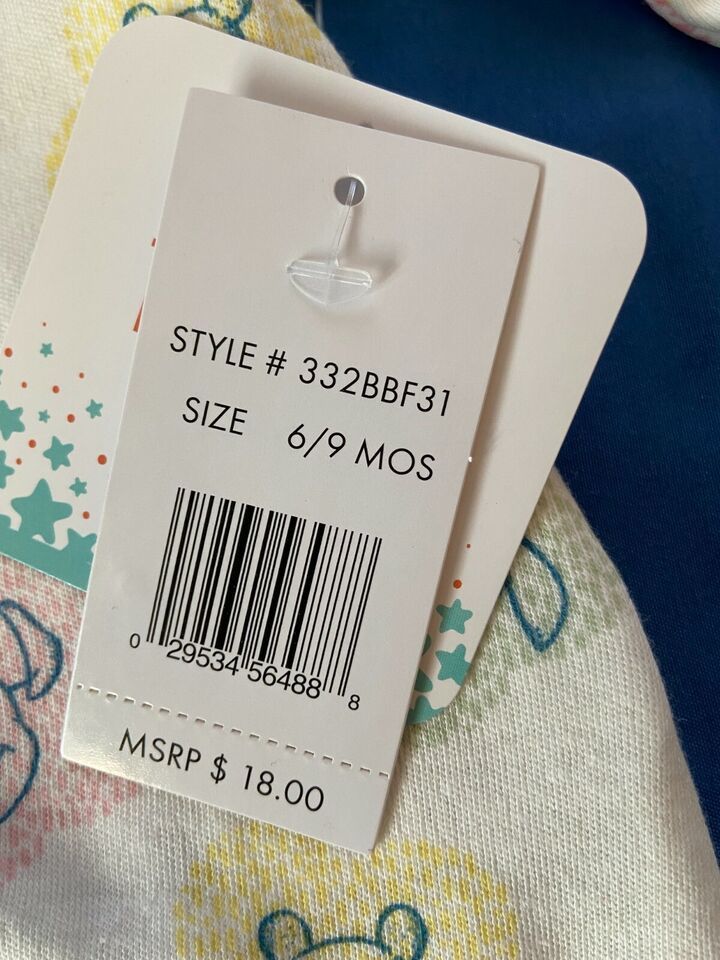 STYLE # 332BBF31
SIZE 6/9 MOS
0 29534 56488 8
MSRP $ 18.00